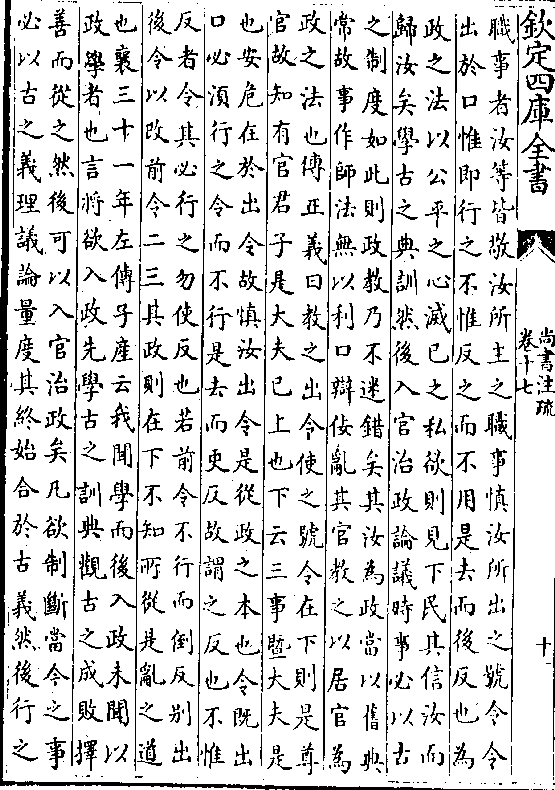 欽定四庫全書
尚書注疏
卷十七
十
職事者汝等皆敬汝所主之職事慎汝所出之號令令
出於口惟即行之不惟反之而不用是去而後反也為
政之法以公平之心滅已之私欲則見下民其信汝而
歸汝矣學古之典訓然後入官治政論議時事必以古
之制度如此則政教乃不迷錯矣其汝為政當以舊典
常故事作師法無以利口辯佞亂其官教之以居官為
政之法也傳正義曰教之出令使之號令在下則是尊
官故知有官君子是大夫已上也下云三事曁大夫是
也安危在於出令故慎汝出令是從政之本也令既出
口必湏行之令而不行是去而更反故謂之反也不惟
反者令其必行之勿使反也若前令不行而倒反别出
後令以改前令二三其政則在下不知所從是亂之道
也襄三十一年左傳子產云我聞學而後入政未聞以
政學者也言將欲入政先學古之訓典觀古之成敗擇
善而從之然後可以入官治政矣凡欲制斷當今之事
必以古之義理議論量度其終始合於古義然後行之